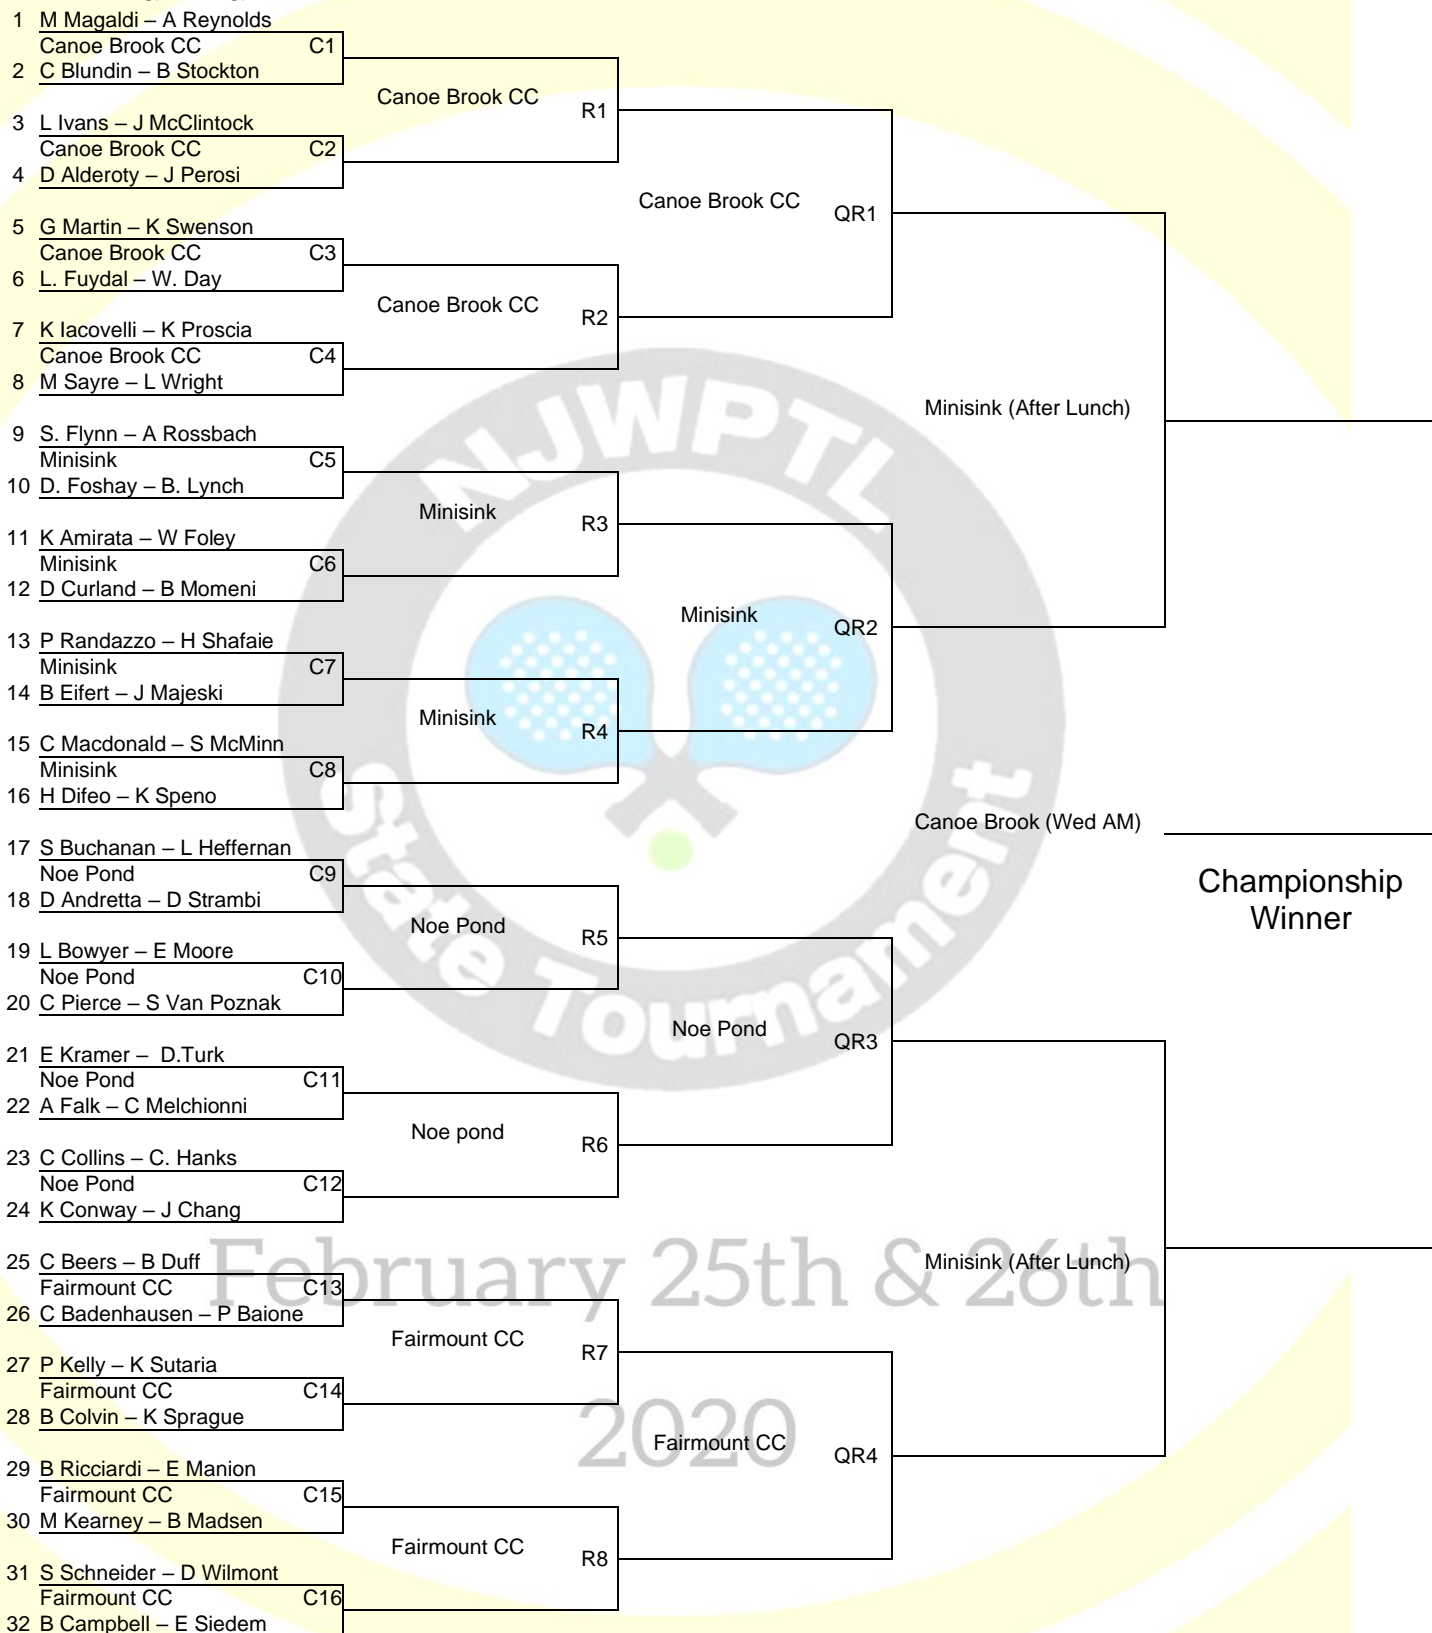 1 M Magaldi – A Reynolds
Canoe Brook CC C1
2 C Blundin – B Stockton
Canoe Brook CC R1
3 L Ivans – J McClintock
Canoe Brook CC C2
4 D Alderoty – J Perosi
Canoe Brook CC QR1
5 G Martin – K Swenson
Canoe Brook CC C3
6 L. Fuydal – W. Day
Canoe Brook CC R2
7 K Iacovelli – K Proscia
Canoe Brook CC C4
8 M Sayre – L Wright
Minisink (After Lunch)
9 S. Flynn – A Rossbach
Minisink C5
10 D. Foshay – B. Lynch
Minisink R3
11 K Amirata – W Foley
Minisink C6
12 D Curland – B Momeni
Minisink QR2
13 P Randazzo – H Shafaie
Minisink C7
14 B Eifert – J Majeski
Minisink R4
15 C Macdonald – S McMinn
Minisink C8
16 H Difeo – K Speno
Canoe Brook (Wed AM)
Championship
Winner
17 S Buchanan – L Heffernan
Noe Pond C9
18 D Andretta – D Strambi
Noe Pond R5
19 L Bowyer – E Moore
Noe Pond C10
20 C Pierce – S Van Poznak
Noe Pond QR3
21 E Kramer – D.Turk
Noe Pond C11
22 A Falk – C Melchionni
Noe pond R6
23 C Collins – C. Hanks
Noe Pond C12
24 K Conway – J Chang
Minisink (After Lunch)
25 C Beers – B Duff
Fairmount CC C13
26 C Badenhausen – P Baione
Fairmount CC R7
27 P Kelly – K Sutaria
Fairmount CC C14
28 B Colvin – K Sprague
Fairmount CC QR4
29 B Ricciardi – E Manion
Fairmount CC C15
30 M Kearney – B Madsen
Fairmount CC R8
31 S Schneider – D Wilmont
Fairmount CC C16
32 B Campbell – E Siedem
NJWPTL
State Tournament
February 25th & 26th
2020